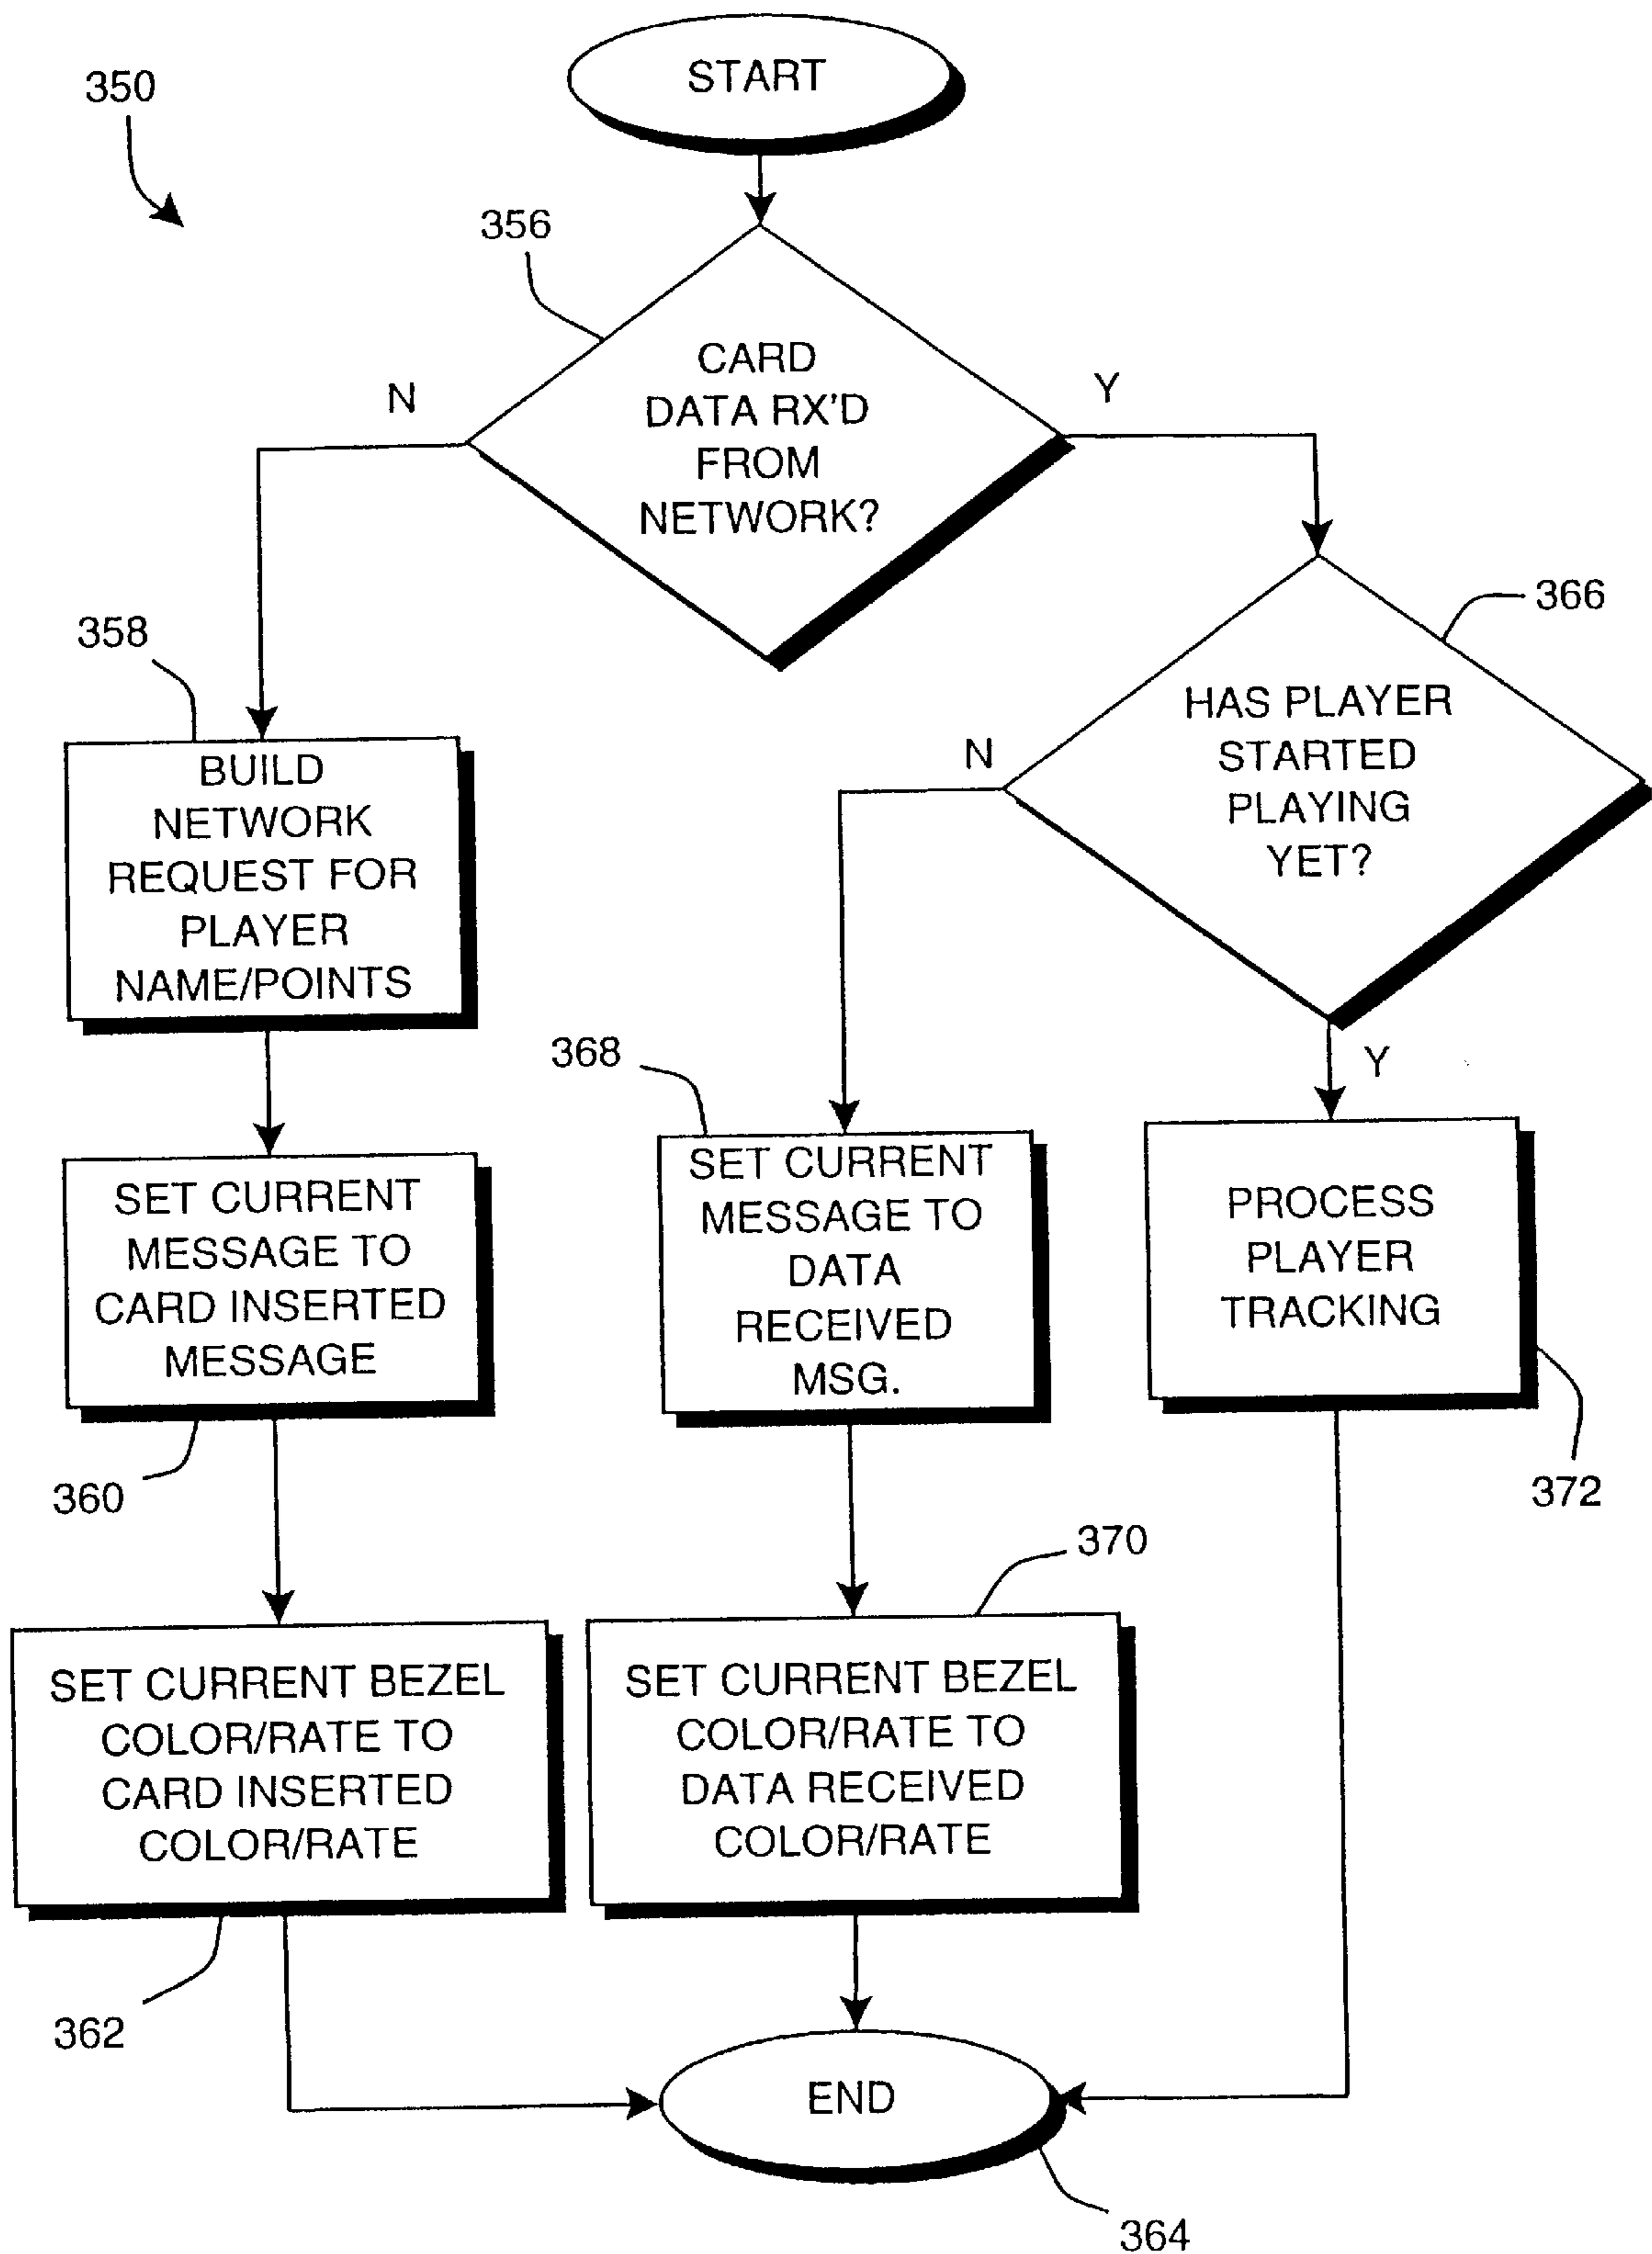 START
350
356
CARD
DATA RX'D
FROM
NETWORK?
N
Y
366
HAS PLAYER
STARTED
PLAYING
YET?
N
Y
358
BUILD
NETWORK
REQUEST FOR
PLAYER
NAME/POINTS
368
SET CURRENT
MESSAGE TO
DATA
RECEIVED
MSG.
PROCESS
PLAYER
TRACKING
372
SET CURRENT
MESSAGE TO
CARD INSERTED
MESSAGE
360
370
SET CURRENT BEZEL
COLOR/RATE TO
CARD INSERTED
COLOR/RATE
362
SET CURRENT BEZEL
COLOR/RATE TO
DATA RECEIVED
COLOR/RATE
END
364